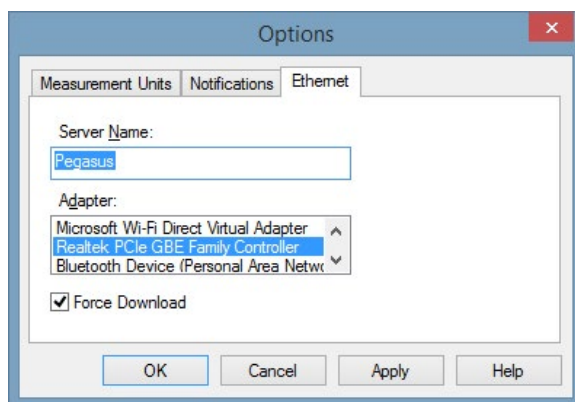 Options
Measurement Units Notifications Ethernet
Server Name:
Pegasus
Adapter:
Microsoft Wi-Fi Direct Virtual Adapter
Realtek PCIe GBE Family Controller
Bluetooth Device (Personal Area Netwo
Force Download
OK Cancel Apply Help